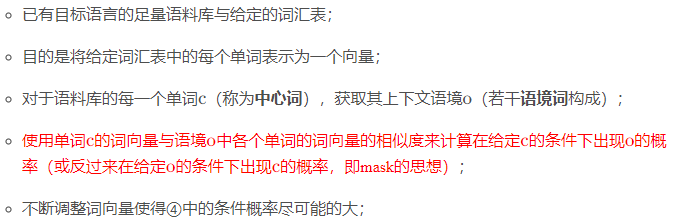 已有目标语言的足量语料库与给定的词汇表；
目的是将给定词汇表中的每个单词表示为一个向量；
对于语料库的每一个单词c（称为中心词），获取其上下文语境o（若干语境词构成）；
使用单词c的词向量与语境o中各个单词的词向量的相似度来计算在给定c的条件下出现o的概
率（或反过来在给定o的条件下出现c的概率，即mask的思想）；
不断调整词向量使得④中的条件概率尽可能的大；